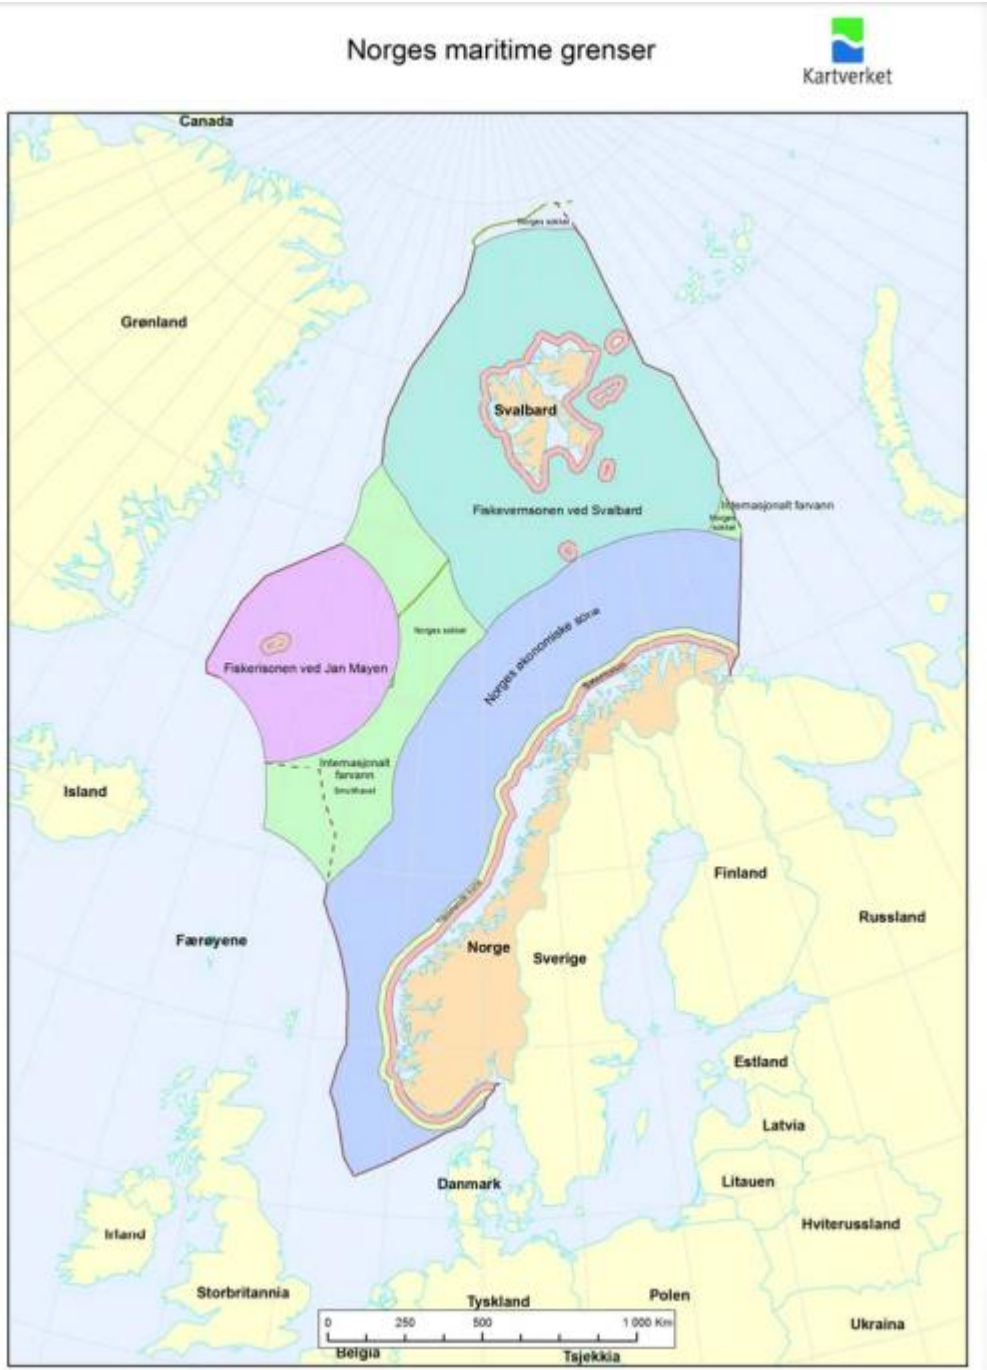 Norges maritime grenser
Kartverket
Canada
Norges sokkel
Grønland
Svalbard
Fiskevernsonen ved Svalbard
Internasjonalt farvann
Norges
sokkel
Norges økonomiske sone
Norges sokkel
Fiskerisonen ved Jan Mayen
Internasjonalt
farvann
Smutthavet
Island
Finland
Russland
Færøyene
Norge
Sverige
Estland
Latvia
Danmark
Litauen
Irland
Hviterussland
Storbritannia
Tyskland
Polen
0 250 500 1 000 Km
Ukraina
Belgia
Tsjekkia